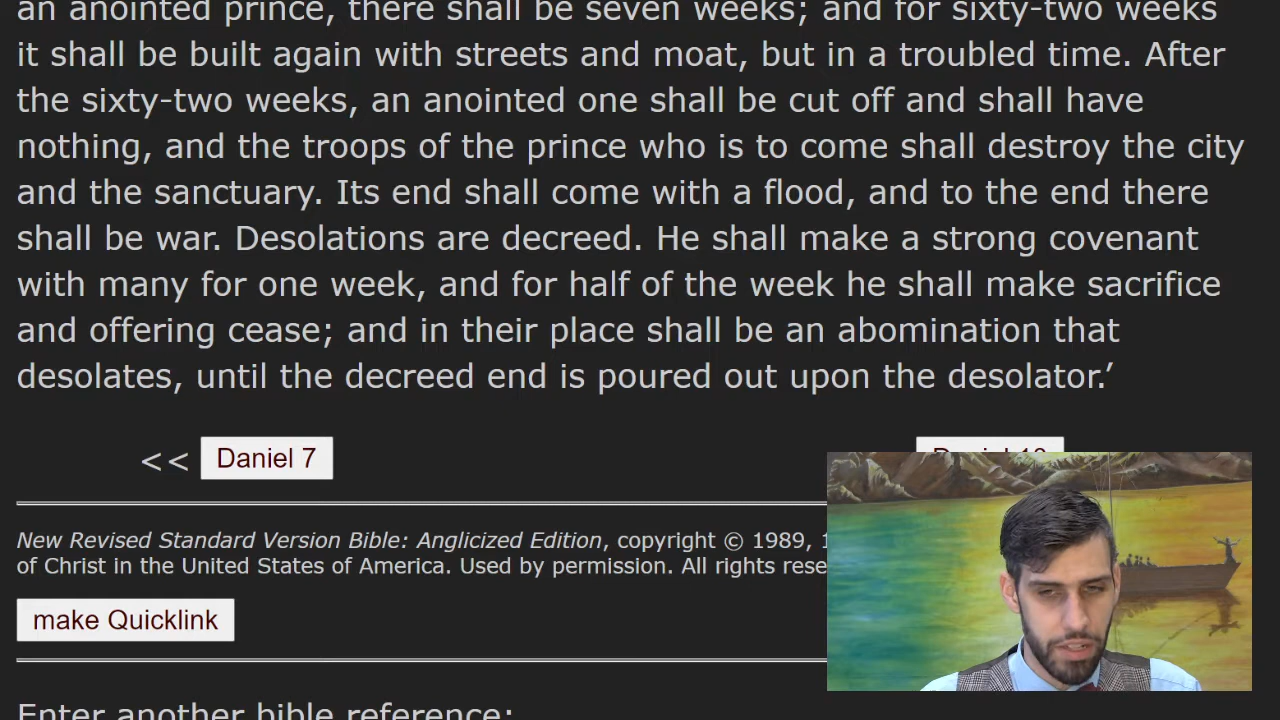 an anointed prince, there shall be seven weeks; and for sixty-two weeks
it shall be built again with streets and moat, but in a troubled time. After
the sixty-two weeks, an anointed one shall be cut off and shall have
nothing, and the troops of the prince who is to come shall destroy the city
and the sanctuary. Its end shall come with a flood, and to the end there
shall be war. Desolations are decreed. He shall make a strong covenant
with many for one week, and for half of the week he shall make sacrifice
and offering cease; and in their place shall be an abomination that
desolates, until the decreed end is poured out upon the desolator.’
<< Daniel 7 Daniel
New Revised Standard Version Bible: Anglicized Edition, copyright © 1989,
of Christ in the United States of America. Used by permission. All rights
make Quicklink
Enter another bible reference: